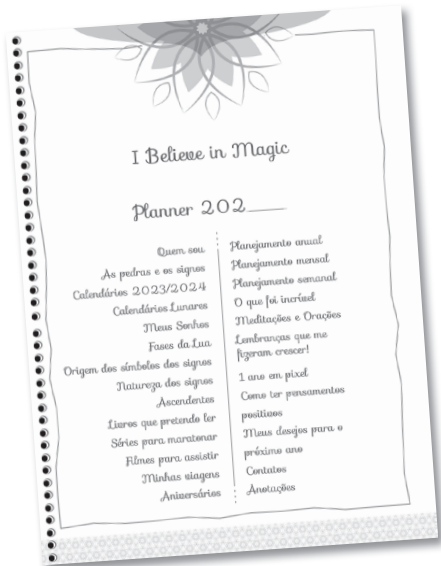 I Believe in Magic
Planner 202___
Quem sou
As pedras e os signos
Calendários 2023/2024
Calendários Lunares
Meus Sonhos
Fases da Lua
Origem dos símbolos dos signos
Natureza dos signos
Ascendentes
Livros que pretendo ler
Séries para maratonar
Filmes para assistir
Minhas viagens
Aniversários
Planejamento anual
Planejamento mensal
Planejamento semanal
O que foi incrível
Meditações e Orações
Lembranças que me
fizeram crescer!
1 ano em pixel
Como ter pensamentos
positivos
Meus desejos para o
próximo ano
Contatos
Anotações